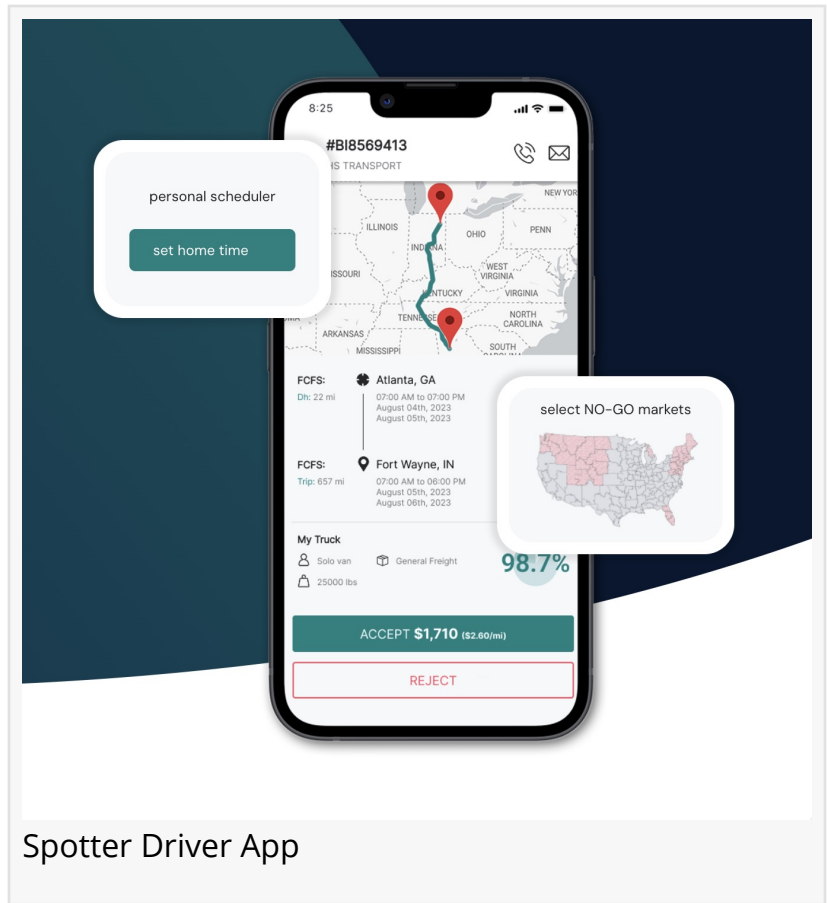 8:25
#BI8569413
HS TRANSPORT
personal scheduler
set home time
NEW YOR
ILLINOIS
OHIO
PENN
INDIANA
ISSOURI
WEST
VIRGINIA
KENTUCKY
VIRGINIA
TENNESSEE
NORTH
CAROLINA
ARKANSAS
MISSISSIPPI
SOUTH
CAROLINA
FCFS:
Atlanta, GA
Dh: 22 mi
07:00 AM to 07:00 PM
August 04th, 2023
August 05th, 2023
select NO-GO markets
FCFS:
Fort Wayne, IN
Trip: 657 mi
07:00 AM to 06:00 PM
August 05th, 2023
August 06th, 2023
My Truck
Solo van
General Freight
98.7%
25000 lbs
ACCEPT $1,710 ($2.60/mi)
REJECT
Spotter Driver App